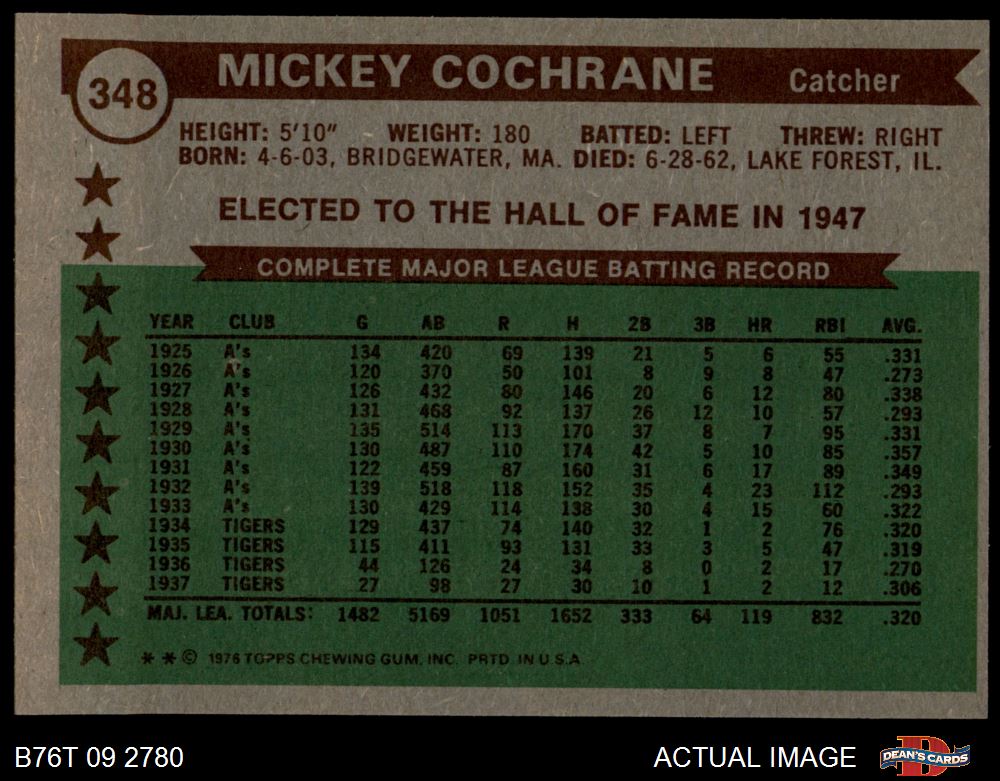 348
MICKEY COCHRANE Catcher
HEIGHT: 5'10" WEIGHT: 180 BATTED: LEFT THREW: RIGHT
BORN: 4-6-03, BRIDGEWATER, MA. DIED: 6-28-62, LAKE FOREST, IL.
ELECTED TO THE HALL OF FAME IN 1947
COMPLETE MAJOR LEAGUE BATTING RECORD
YEAR CLUB G AB R H 2B 3B HR RBI AVG.
1925 A's 134 420 69 139 21 5 6 55 .331
1926 A's 120 370 50 101 8 9 8 47 .273
1927 A's 126 432 80 146 20 6 12 80 .338
1928 A's 131 468 92 137 26 12 10 57 .293
1929 A's 135 514 113 170 37 8 7 95 .331
1930 A's 130 487 110 174 42 5 10 85 .357
1931 A's 122 459 87 160 31 6 17 89 .349
1932 A's 139 518 118 152 35 4 23 112 .293
1933 A's 130 429 114 138 30 4 15 60 .322
1934 TIGERS 129 437 74 140 32 1 2 76 .320
1935 TIGERS 115 411 93 131 33 3 5 47 .319
1936 TIGERS 44 126 24 34 8 0 2 17 .270
1937 TIGERS 27 98 27 30 10 1 2 12 .306
MAJ. LEA. TOTALS: 1482 5169 1051 1652 333 64 119 832 .320
* * © 1976 TOPPS CHEWING GUM, INC. PRTD. IN U.S.A.
B76T 09 2780 ACTUAL IMAGE DEAN'S CARDS